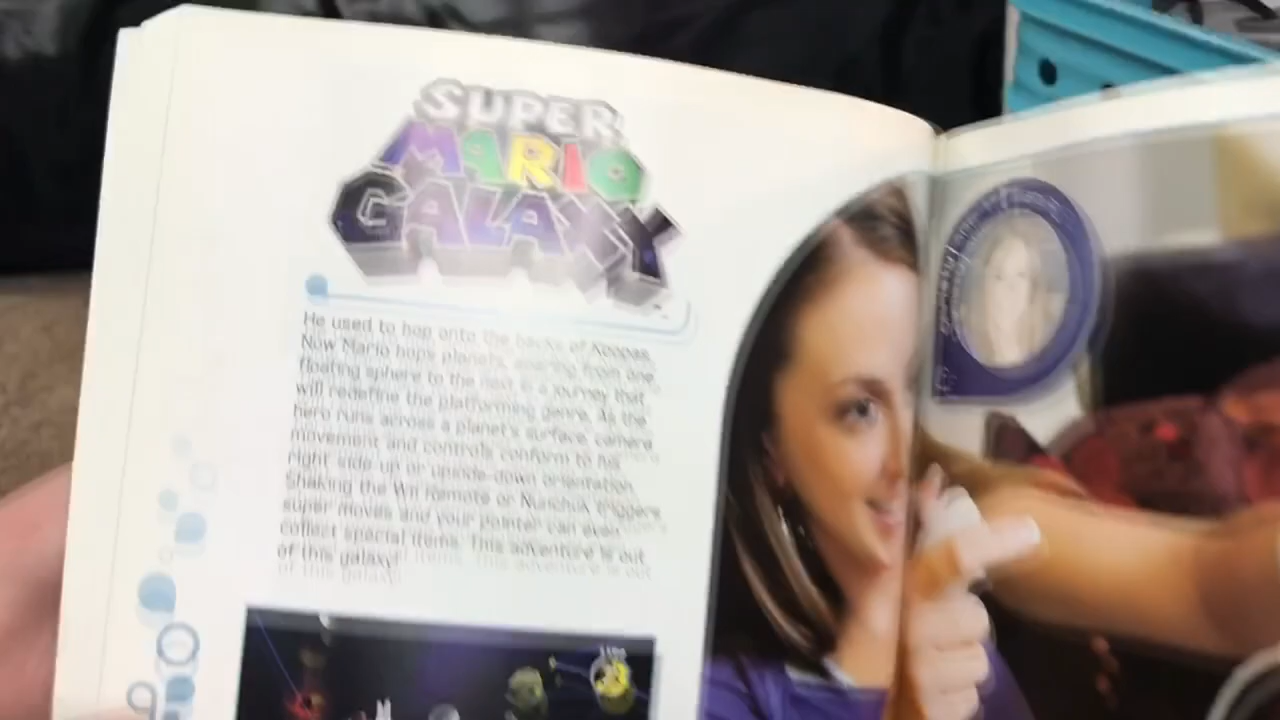 SUPER
MARIO
GALAXY
He used to hop onto the backs of Koopas.
Now Mario hops planets, soaring from one
floating sphere to the next in a journey that
will redefine the platforming genre. As the
hero runs across a planet's surface, camera
movement and controls conform to his
right side-up or upside-down orientation.
Shaking the Wii Remote or Nunchuk triggers
super moves and your pointer can even
collect special items. This adventure is out
of this galaxy!